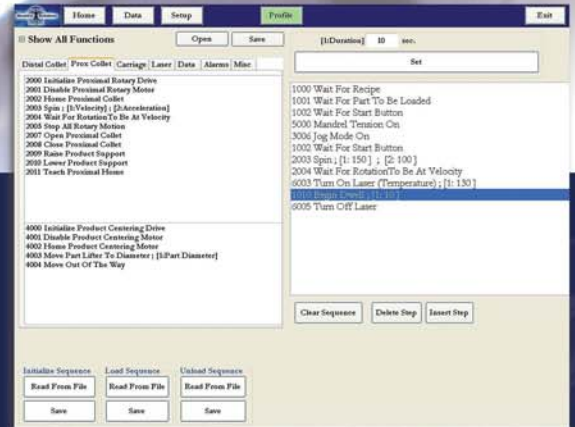 Home Data Setup Profile Exit
Show All Functions Open Save
[1:Duration] 10 sec.
Set
Distal Collet Prox Collet Carriage Laser Data Alarms Misc
2000 Initialize Proximal Rotary Drive
2001 Disable Proximal Rotary Motor
2002 Home Proximal Collet
2003 Spin ; [1:Velocity] ; [2:Acceleration]
2004 Wait For RotationTo Be At Velocity
2005 Stop All Rotary Motion
2007 Open Proximal Collet
2008 Close Proximal Collet
2009 Raise Product Support
2010 Lower Product Support
2011 Teach Proximal Home
4000 Initialize Product Centering Drive
4001 Disable Product Centering Motor
4002 Home Product Centering Motor
4003 Move Part Lifter To Diameter ; [1:Part Diameter]
4004 Move Out Of The Way
1000 Wait For Recipe
1001 Wait For Part To Be Loaded
1002 Wait For Start Button
5000 Mandrel Tension On
3006 Jog Mode On
1002 Wait For Start Button
2003 Spin ; [1: 150 ] ; [2: 100 ]
2004 Wait For RotationTo Be At Velocity
6003 Turn On Laser (Temperature) ; [1: 130 ]
1010 Begin Dwell ; [1: 10 ]
6005 Turn Off Laser
Clear Sequence Delete Step Insert Step
Initialize Sequence Load Sequence Unload Sequence
Read From File Read From File Read From File
Save Save Save